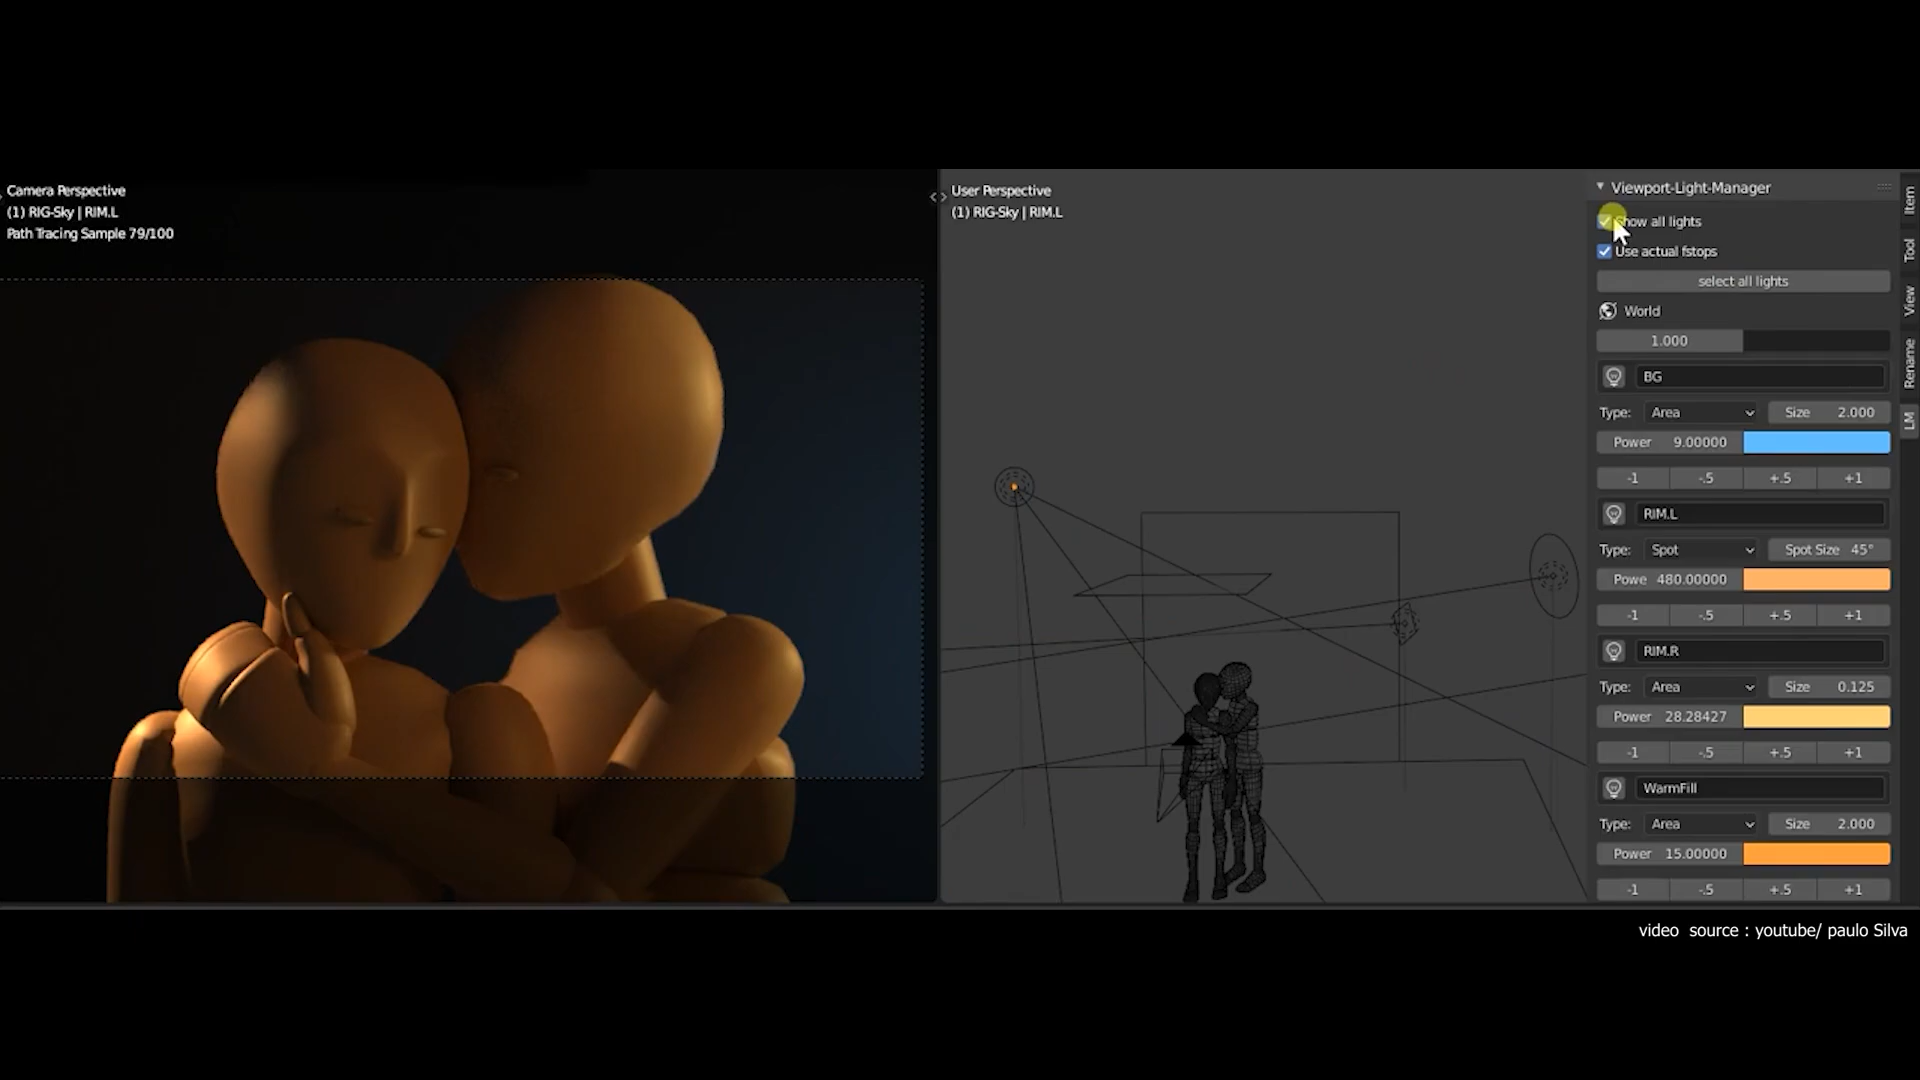 Camera Perspective
(1) RIG-Sky | RIM.L
Path Tracing Sample 79/100
User Perspective
(1) RIG-Sky | RIM.L
Viewport-Light-Manager
Show all lights
Use actual fstops
select all lights
World
1.000
BG
Type: Area Size 2.000
Power 9.00000
-1 -.5 +.5 +1
RIM.L
Type: Spot Spot Size 45°
Powe 480.00000
-1 -.5 +.5 +1
RIM.R
Type: Area Size 0.125
Power 28.28427
-1 -.5 +.5 +1
WarmFill
Type: Area Size 2.000
Power 15.00000
-1 -.5 +.5 +1
Item
Tool
View
Rename
LM
video source : youtube/ paulo Silva